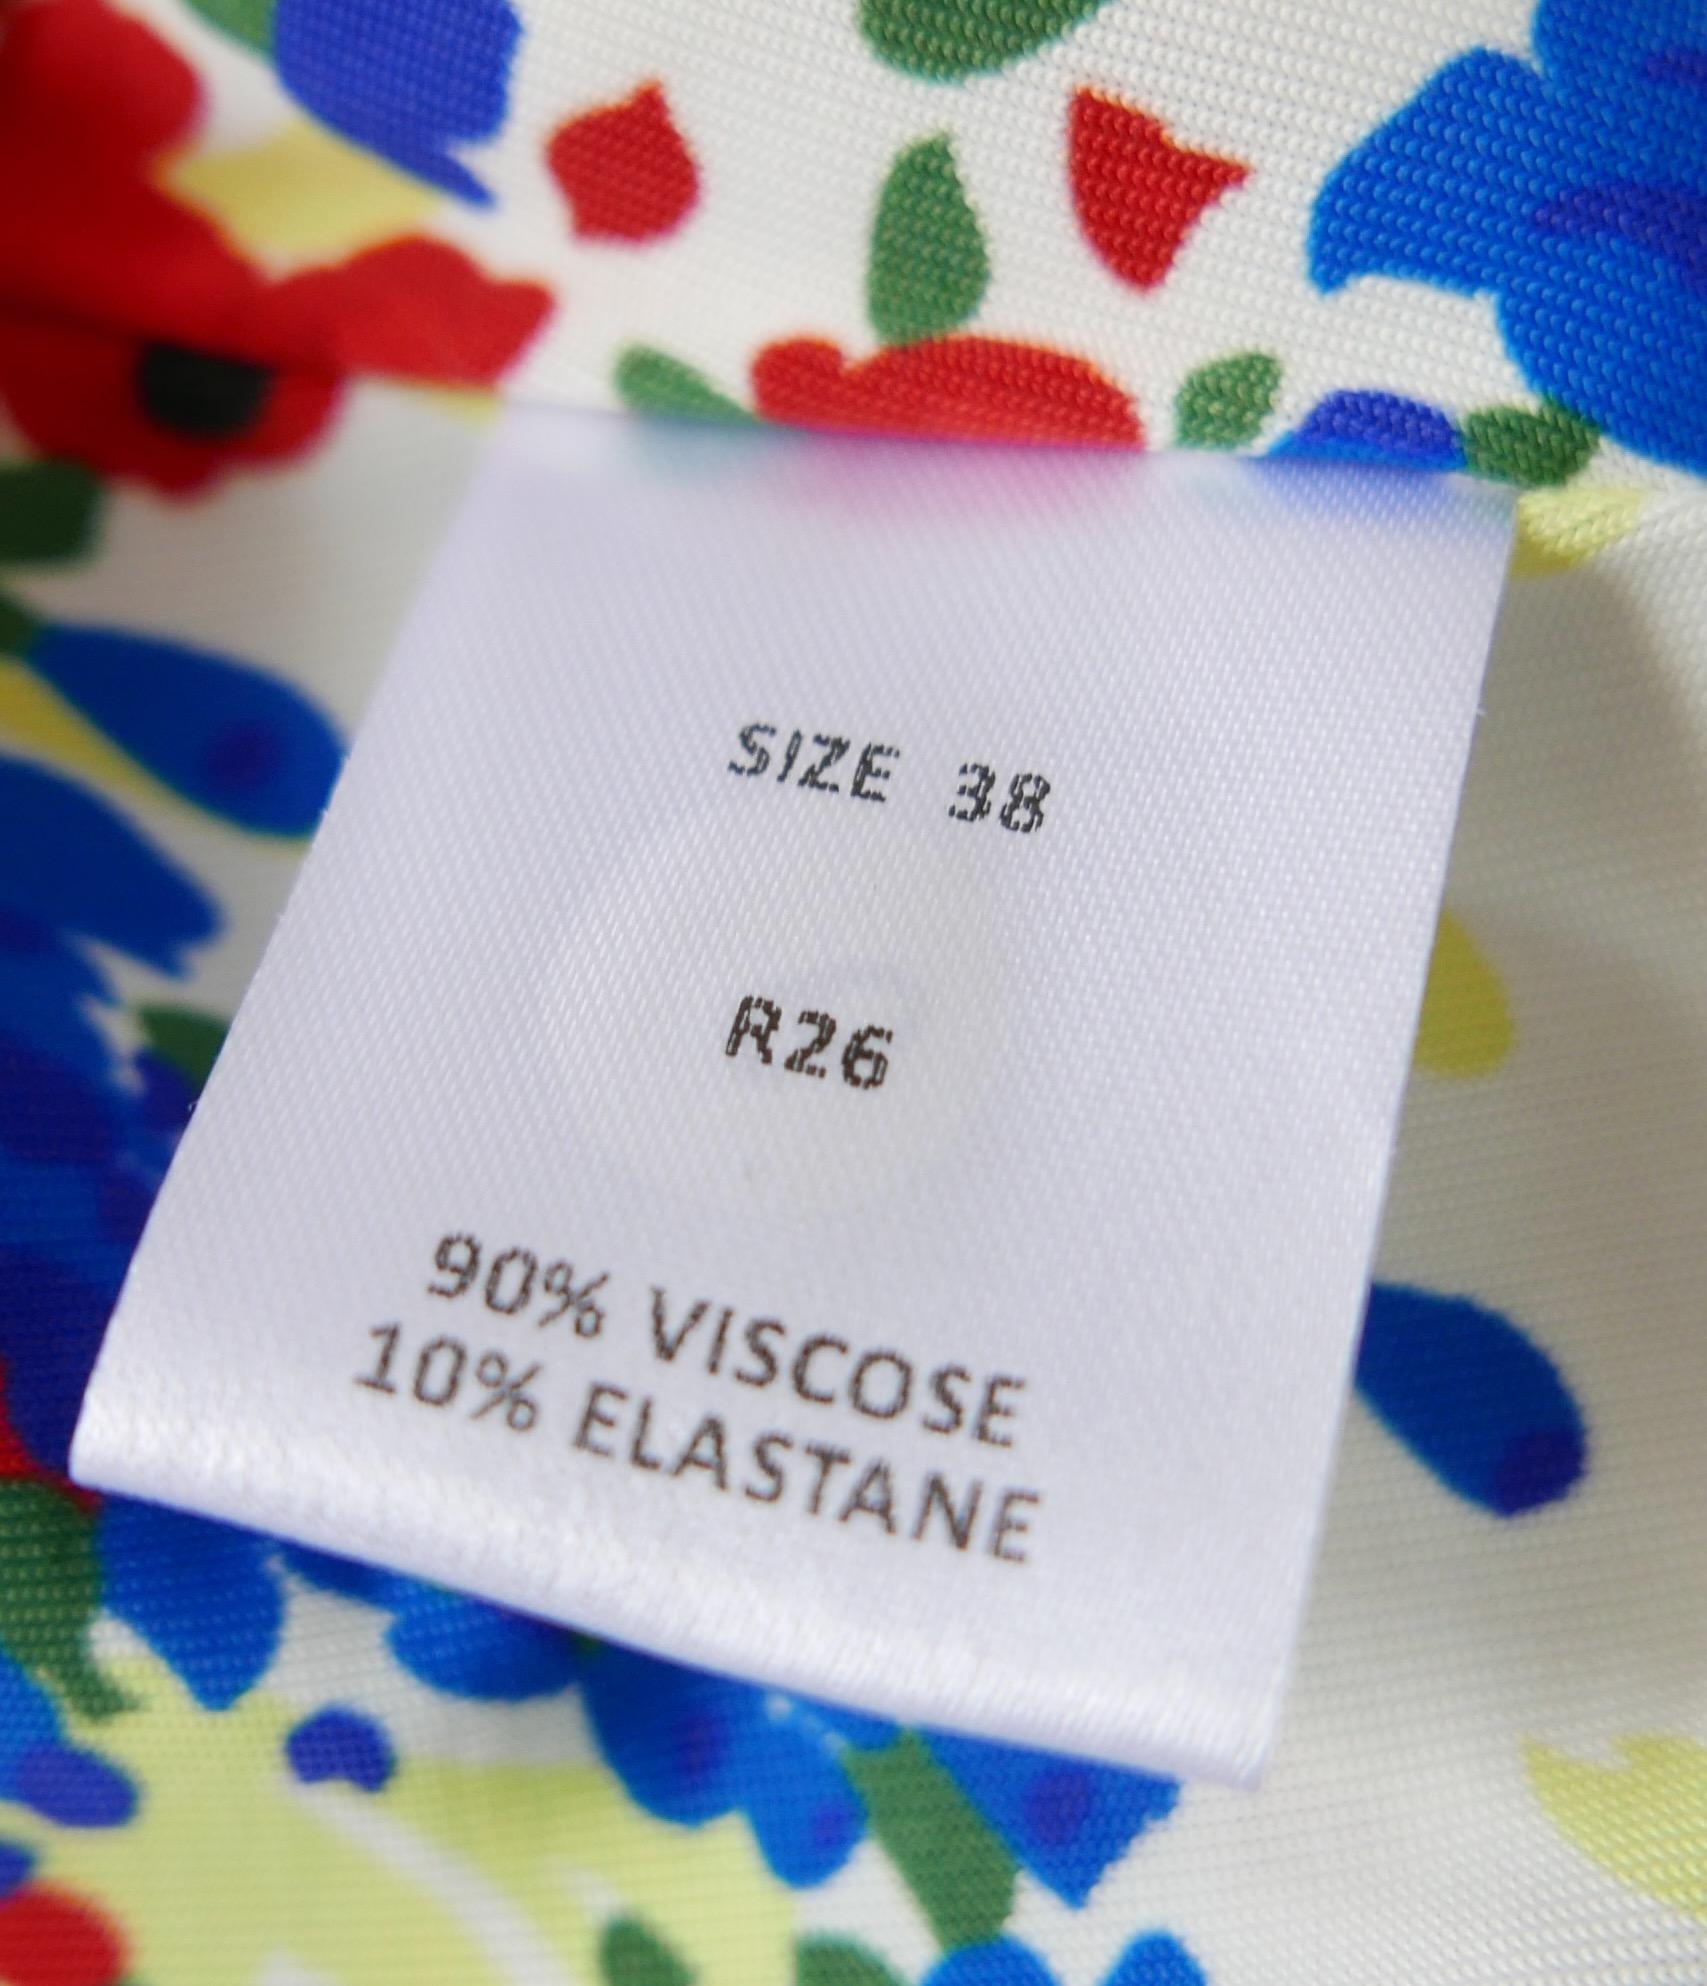 SIZE 38
R26
90% VISCOSE
10% ELASTANE